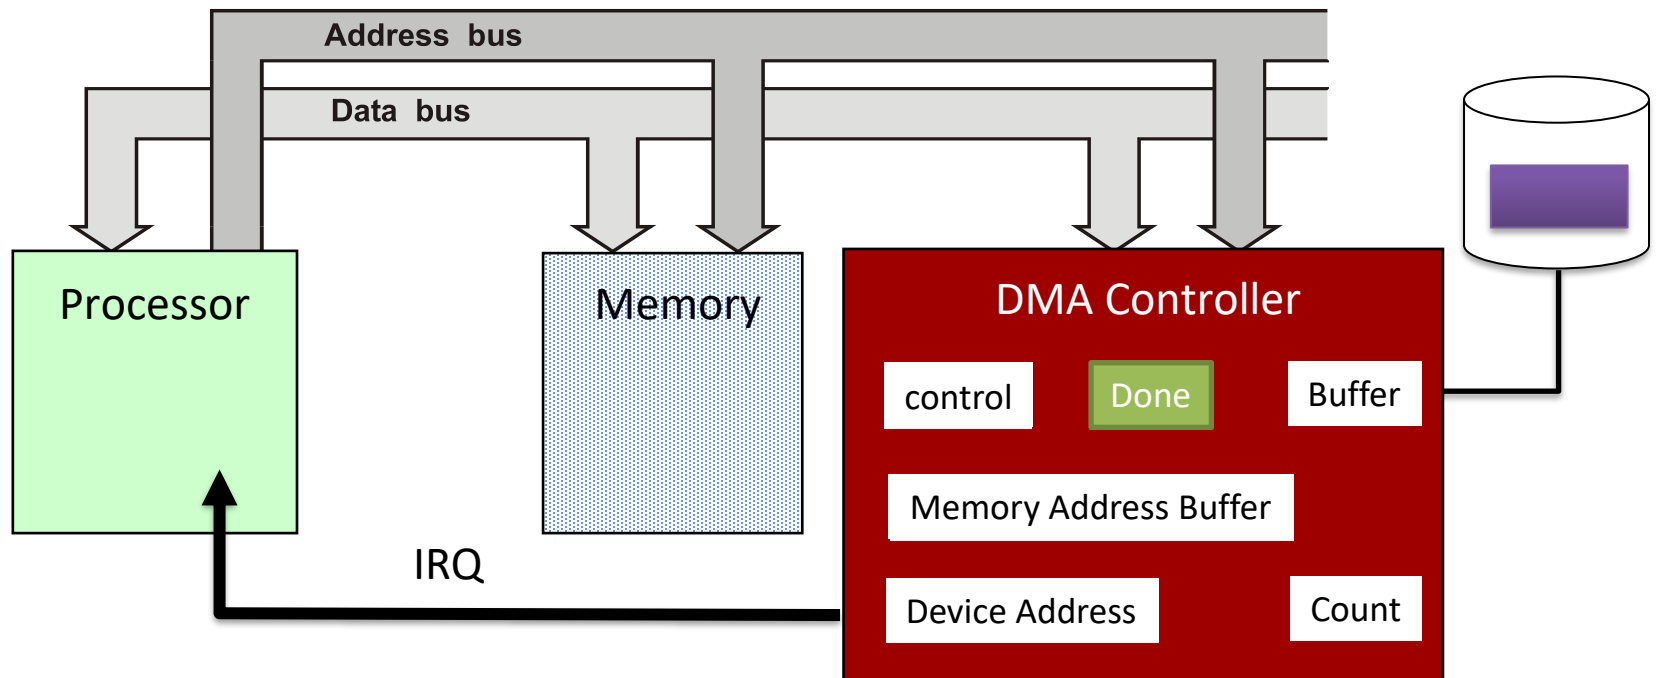 Address bus
Data bus
Processor
Memory
DMA Controller
control
Done
Buffer
Memory Address Buffer
IRQ
Device Address
Count